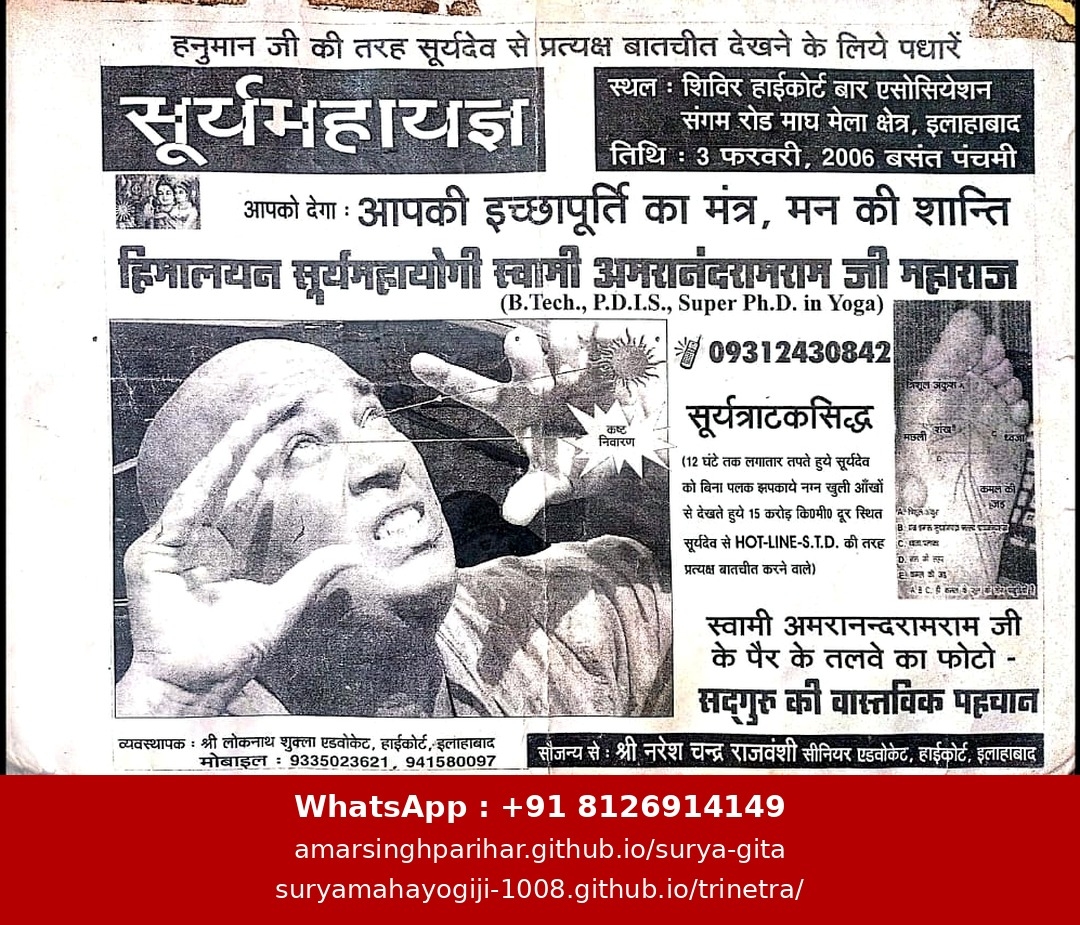 हनुमान जी की तरह सूर्यदेव से प्रत्यक्ष बातचीत देखने के लिये पधारें
सूर्यमहायज्ञ
स्थल : शिविर हाईकोर्ट बार एसोसियेशन
संगम रोड माघ मेला क्षेत्र, इलाहाबाद
तिथि : 3 फरवरी, 2006 बसंत पंचमी
आपको देगा : आपकी इच्छापूर्ति का मंत्र, मन की शान्ति
हिमालयन सूर्यमहायोगी स्वामी अमरानंदरामराम जी महाराज
(B.Tech., P.D.I.S., Super Ph.D. in Yoga)
09312430842
कष्ट
निवारण
सूर्यत्राटकसिद्ध
(12 घंटे तक लगातार तपते हुये सूर्यदेव
को बिना पलक झपकाये नग्न खुली आँखों
से देखते हुये 15 करोड़ कि0मी0 दूर स्थित
सूर्यदेव से HOT-LINE-S.T.D. की तरह
प्रत्यक्ष बातचीत करने वाले)
त्रिशूल अंकुश
मछली
शंख
ध्वजा
कमल की
स्वामी अमरानन्दरामराम जी
के पैर के तलवे का फोटो -
सद्गुरु की वास्तविक पहचान
व्यवस्थापक : श्री लोकनाथ शुक्ला एडवोकेट, हाईकोर्ट, इलाहाबाद
मोबाइल : 9335023621, 941580097
सौजन्य से : श्री नरेश चन्द्र राजवंशी सीनियर एडवोकेट, हाईकोर्ट, इलाहाबाद
WhatsApp : +91 8126914149
amarsinghparihar.github.io/surya-gita
suryamahayogiji-1008.github.io/trinetra/